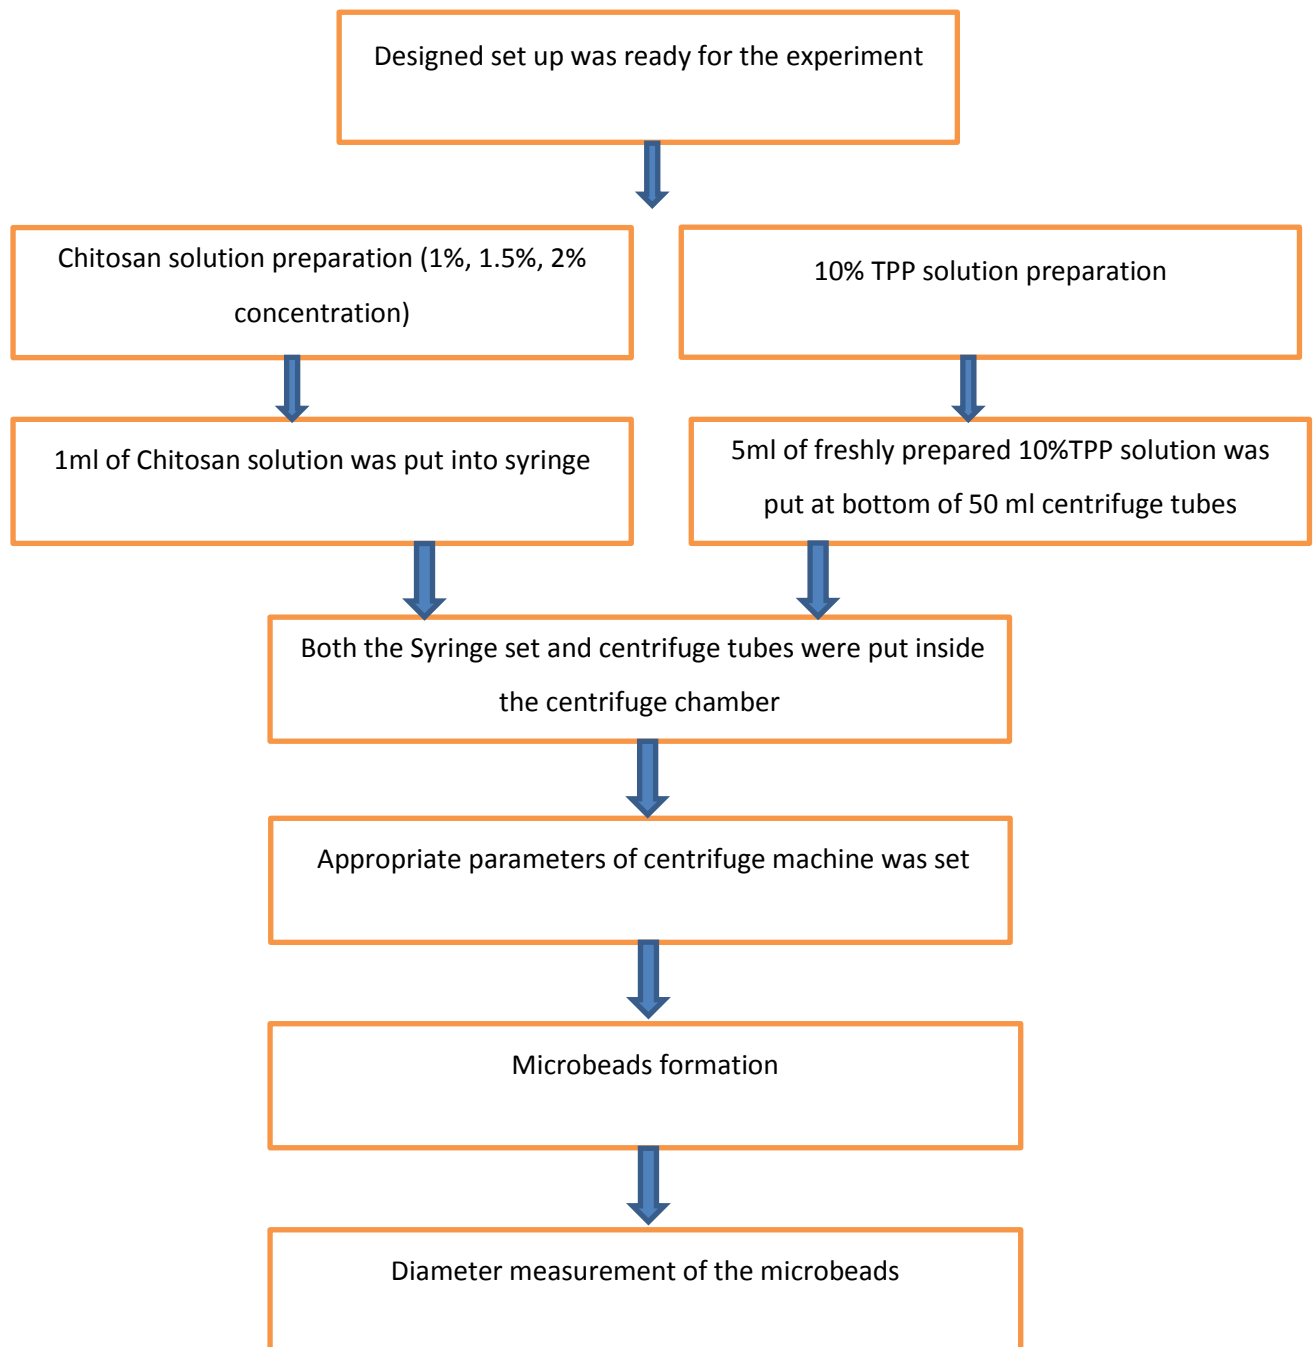 Designed set up was ready for the experiment
Chitosan solution preparation (1%, 1.5%, 2%
concentration)
10% TPP solution preparation
1ml of Chitosan solution was put into syringe
5ml of freshly prepared 10%TPP solution was
put at bottom of 50 ml centrifuge tubes
Both the Syringe set and centrifuge tubes were put inside
the centrifuge chamber
Appropriate parameters of centrifuge machine was set
Microbeads formation
Diameter measurement of the microbeads